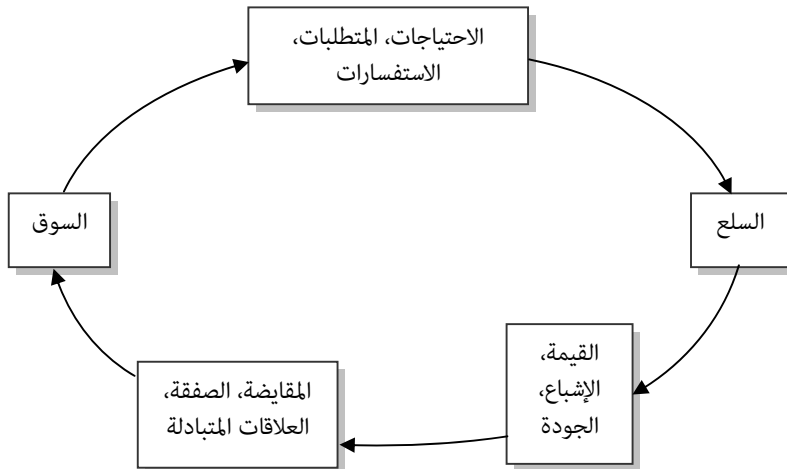 الاحتياجات، المتطلبات،
الاستفسارات
السلع
القيمة،
الإشباع،
الجودة
المقايضة، الصفقة،
العلاقات المتبادلة
السوق